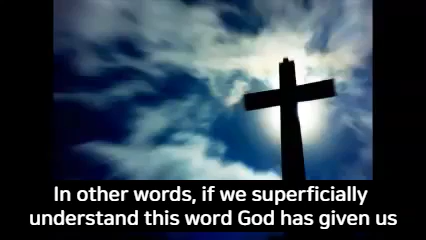 In other words, if we superficially
understand this word God has given us